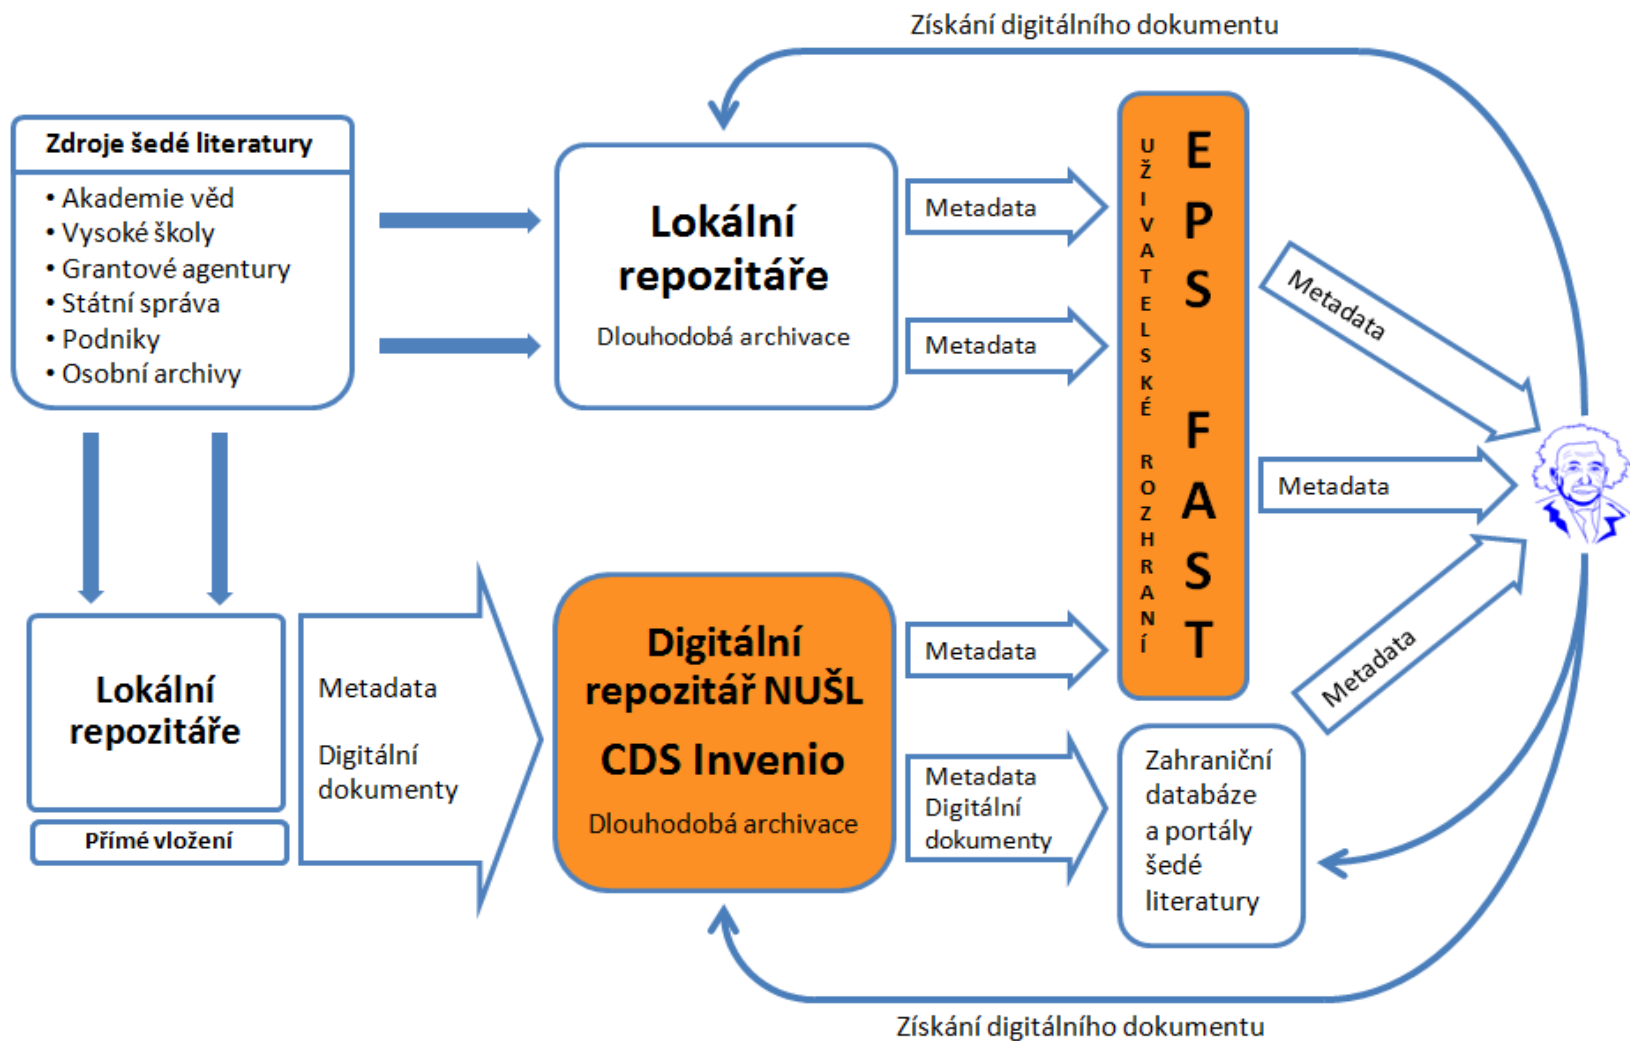 Získání digitálního dokumentu
Zdroje šedé literatury
• Akademie věd
• Vysoké školy
• Grantové agentury
• Státní správa
• Podniky
• Osobní archivy
Lokální
repozitáře
Dlouhodobá archivace
Metadata
Metadata
UŽIVATELSKÉ ROZHRANÍ
EPS FAST
Metadata
Metadata
Metadata
Lokální
repozitáře
Přímé vložení
Metadata
Digitální
dokumenty
Digitální
repozitář NUŠL
CDS Invenio
Dlouhodobá archivace
Metadata
Metadata
Digitální
dokumenty
Zahraniční
databáze
a portály
šedé
literatury
Získání digitálního dokumentu